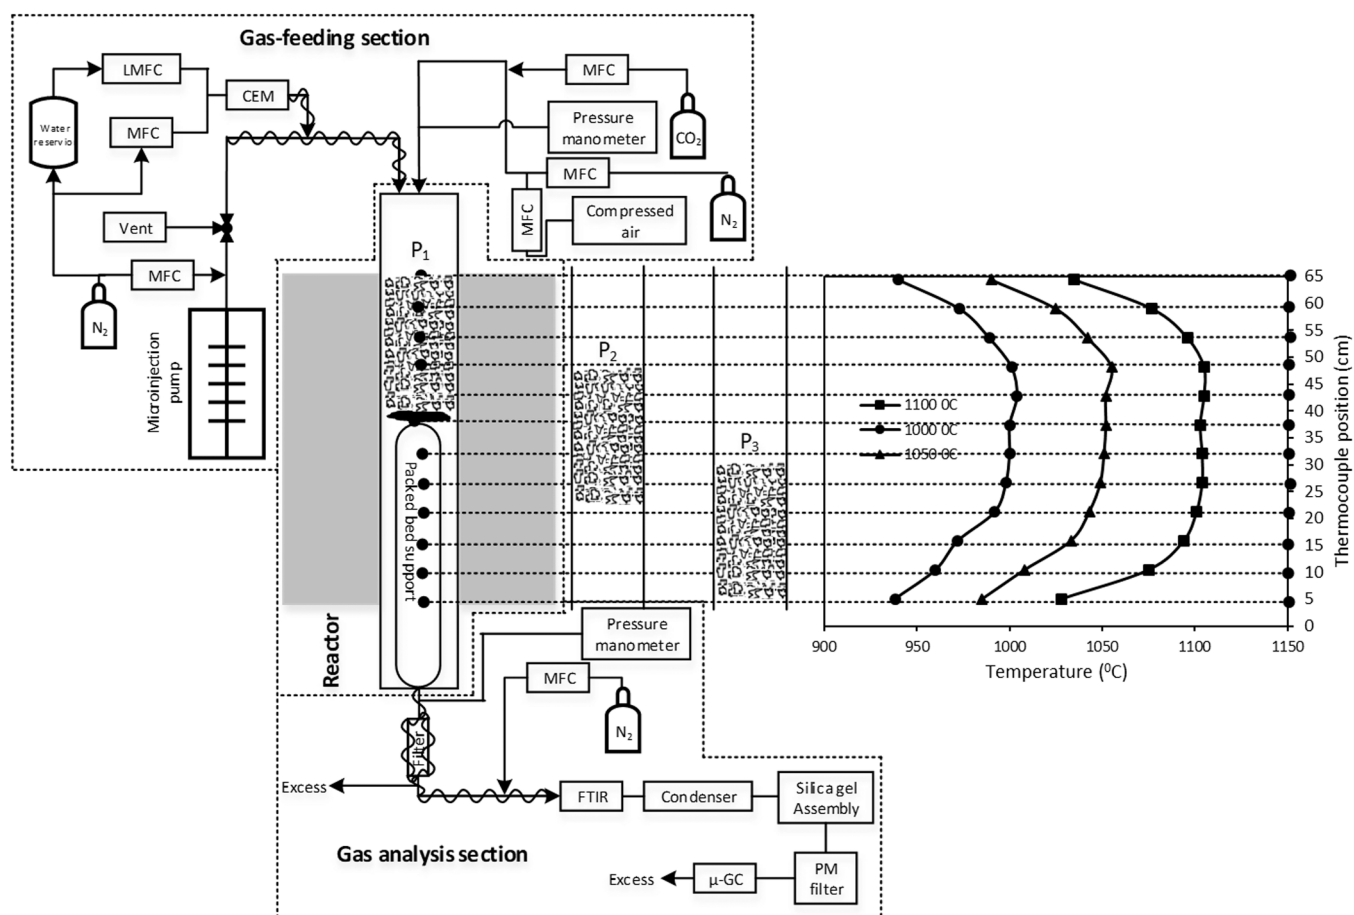 Gas-feeding section
LMFC
MFC
CEM
Water
reservio
MFC
Pressure
manometer
CO2
MFC
MFC
N2
MFC
Compressed
air
Vent
MFC
N2
Microinjection
pump
P1
P2
P3
Packed bed support
Reactor
1100 0C
1000 0C
1050 0C
65
60
55
50
45
40
35
30
25
20
15
10
5
0
Thermocouple position (cm)
900
950
1000
1050
1100
1150
Temperature (0C)
Pressure
manometer
MFC
N2
Filter
Excess
FTIR
Condenser
Silica gel
Assembly
Gas analysis section
PM
filter
µ-GC
Excess